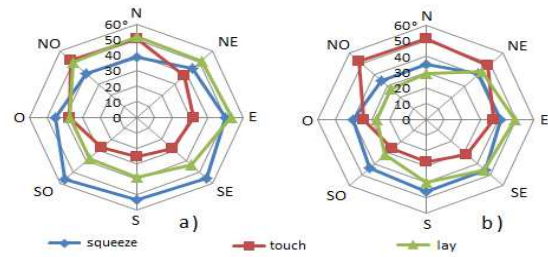 N N
NO 60° NE NO 60° NE
50 50
40 40
30 30
20 20
10 10
O 0 E O 0 E
SO SE SO SE
S a) S b)
squeeze touch lay